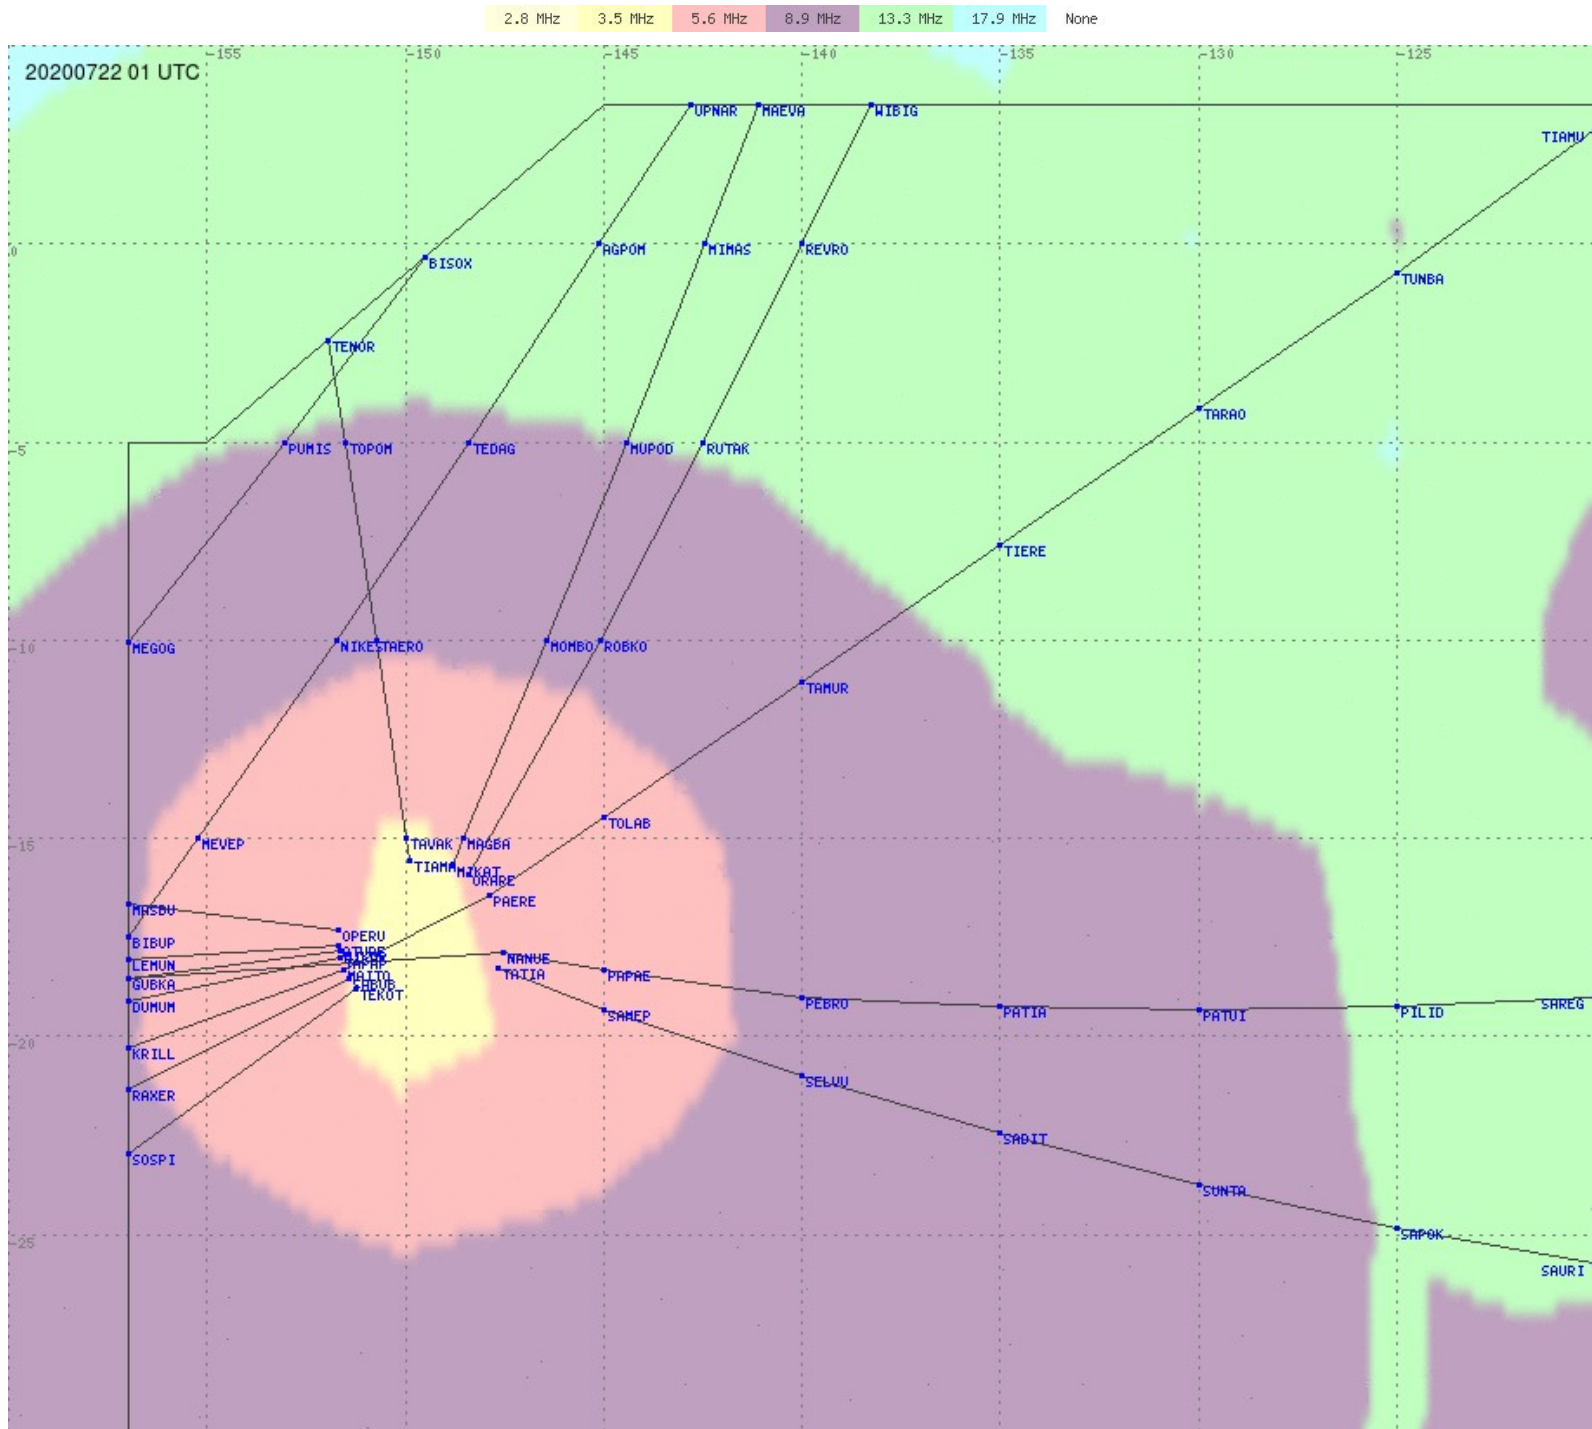 2.8 MHz 3.5 MHz 5.6 MHz 8.9 MHz 13.3 MHz 17.9 MHz None
-155 -150 -145 -140 -135 -130 -125
20200722 01 UTC
UPNAR MAEVA WIBIG
TIAMU
0 AGPOM MIMAS REVRO
BISOX
TUNBA
TENOR
TARAO
-5 PUMIS TOPOM TEDAG MUPOD RUTAK
TIERE
-10 MEGOG NIKES TAERO MOMBO ROBKO
TAMUR
TOLAB
-15 MEVEP TAVAK MAGBA
TIAMA MIKAT
ORARE
PAERE
MASBU
OPERU
BIBUP
NANUE
LEMUN
TATIA PAPAE
GUBKA
MAITO
TEKOT
DUMUM PEBRO PATIA PATUI PILID SAREG
SAMEP
-20
KRILL
SELVU
RAXER
SADIT
SOSPI
SUNTA
-25 SAPOK
SAURI